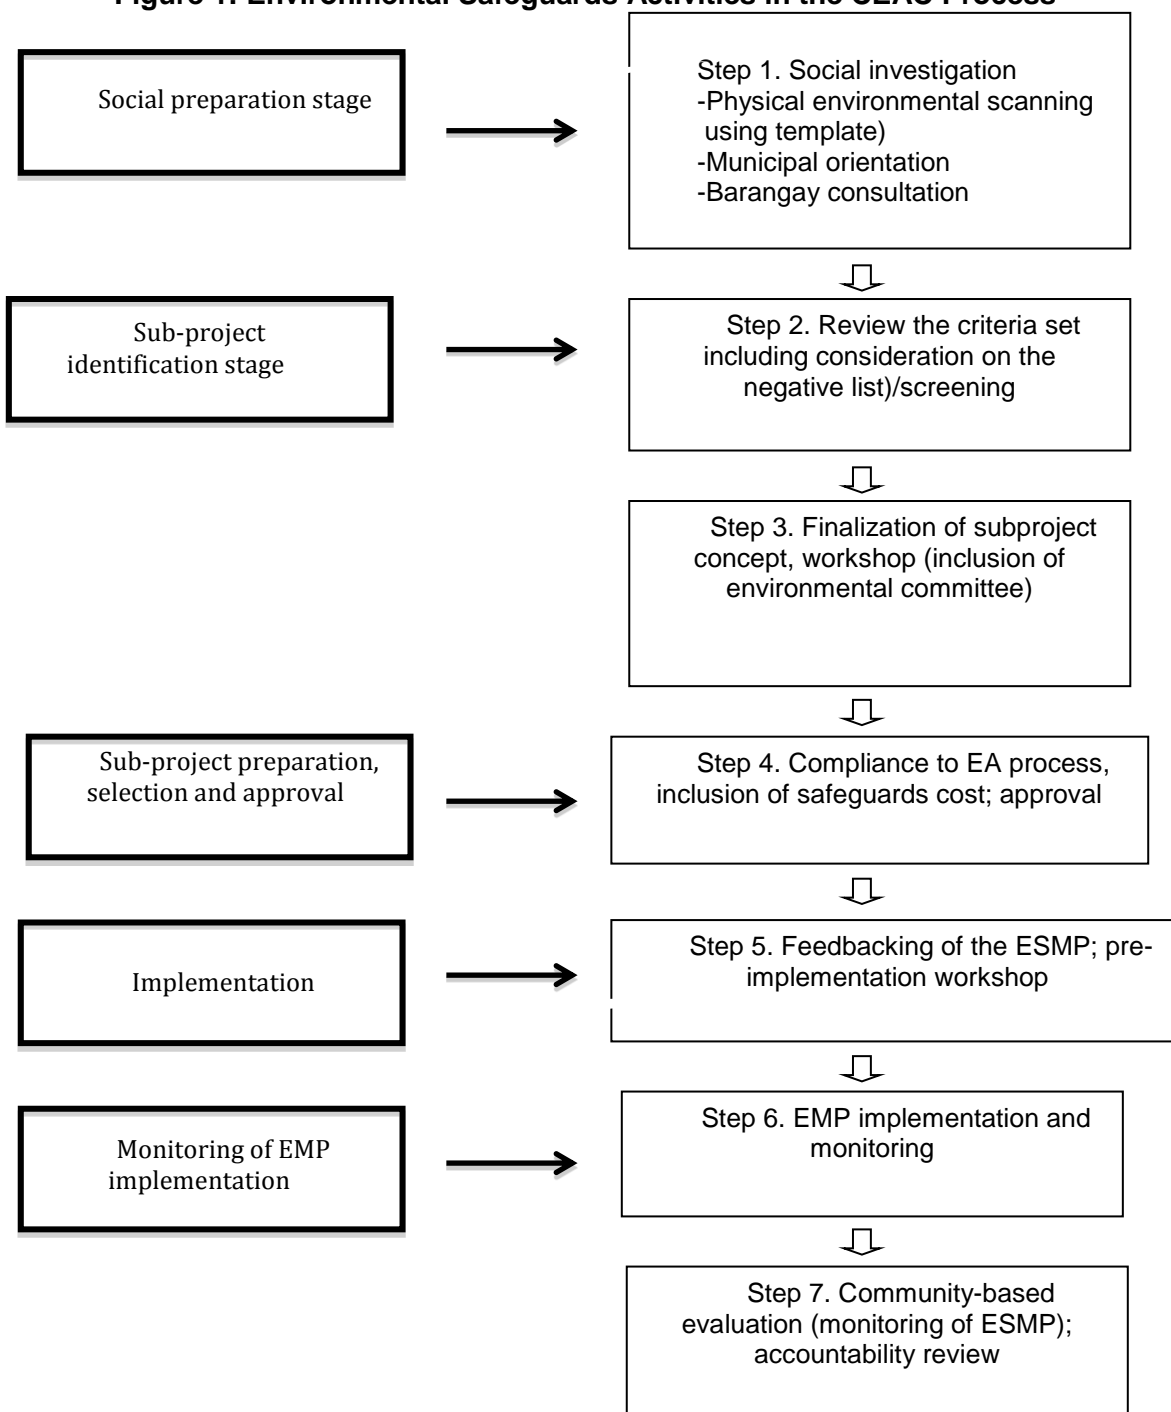 Figure 1. Environmental Safeguards Activities in the CEAC Process
Social preparation stage
Step 1. Social investigation
-Physical environmental scanning
using template)
-Municipal orientation
-Barangay consultation
Sub-project
identification stage
Step 2. Review the criteria set
including consideration on the
negative list)/screening
Step 3. Finalization of subproject
concept, workshop (inclusion of
environmental committee)
Sub-project preparation,
selection and approval
Step 4. Compliance to EA process,
inclusion of safeguards cost; approval
Implementation
Step 5. Feedbacking of the ESMP; pre-
implementation workshop
Monitoring of EMP
implementation
Step 6. EMP implementation and
monitoring
Step 7. Community-based
evaluation (monitoring of ESMP);
accountability review